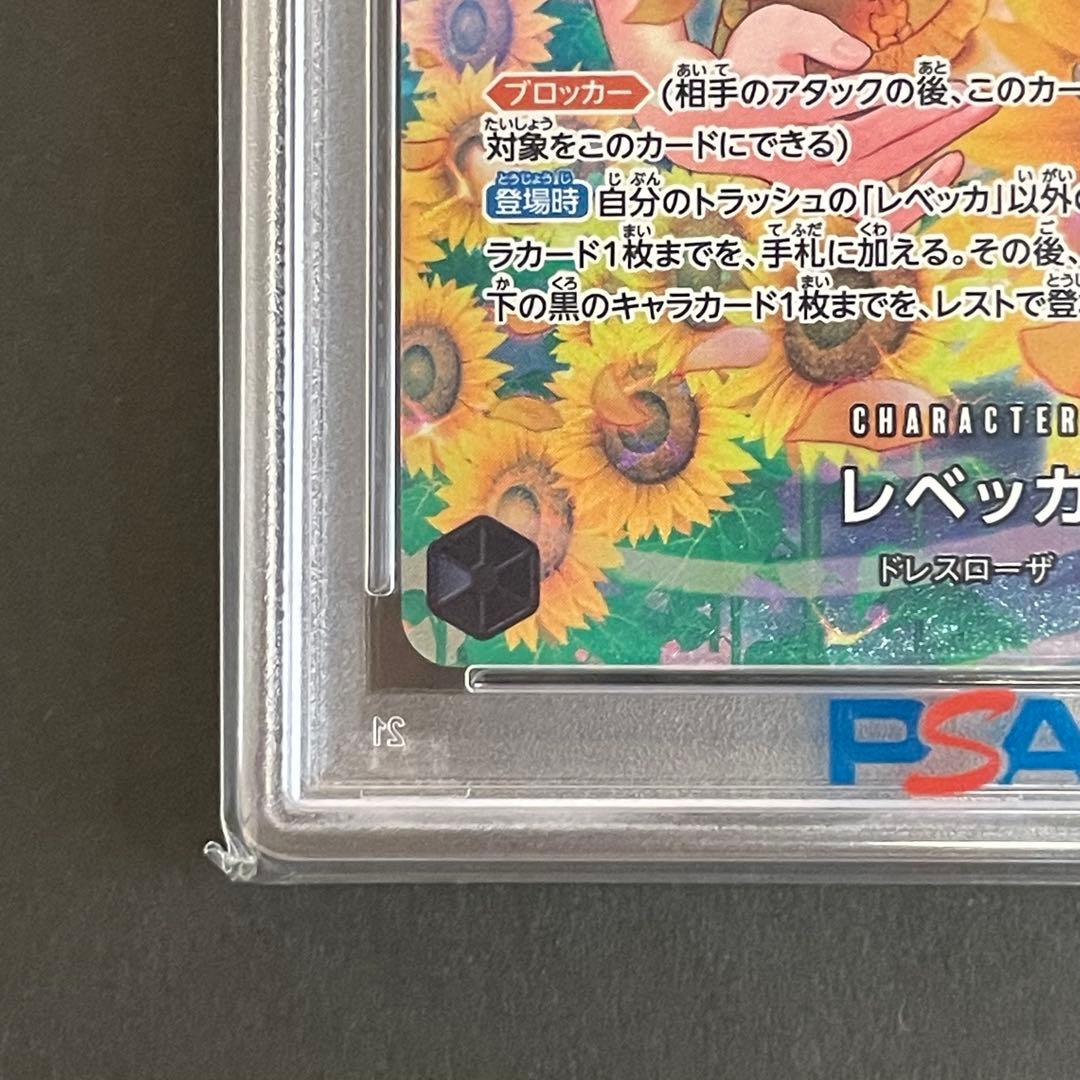 ブロッカー (相手のアタックの後、このカー
対象をこのカードにできる)
登場時 自分のトラッシュの「レベッカ」以外の
ラカード1枚までを、手札に加える。その後、
下の黒のキャラカード1枚までを、レストで登
CHARACTER
レベッカ
ドレスローザ
21
PSA